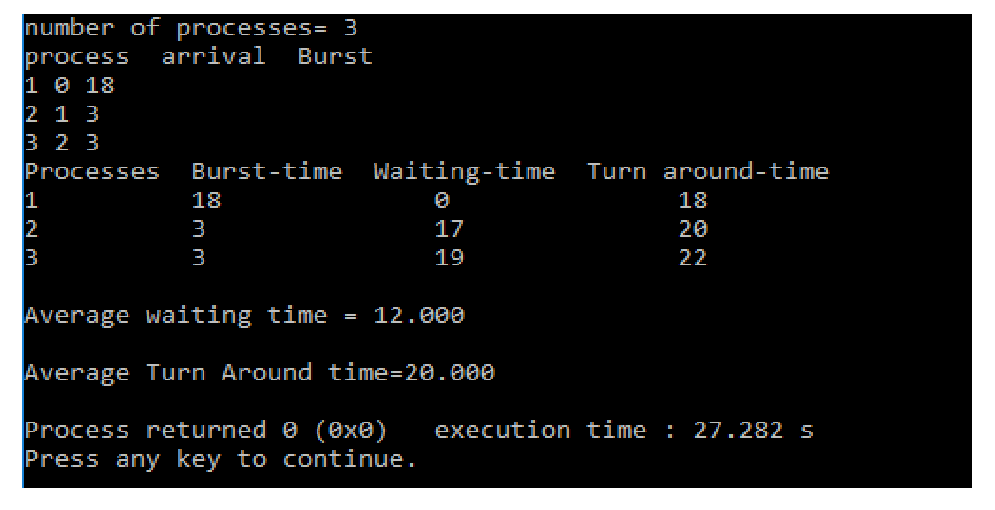 number of processes= 3
process  arrival  Burst
1 0 18
2 1 3
3 2 3
Processes  Burst-time  Waiting-time  Turn around-time
1          18              0               18
2          3               17              20
3          3               19              22
Average waiting time = 12.000
Average Turn Around time=20.000
Process returned 0 (0x0)   execution time : 27.282 s
Press any key to continue.